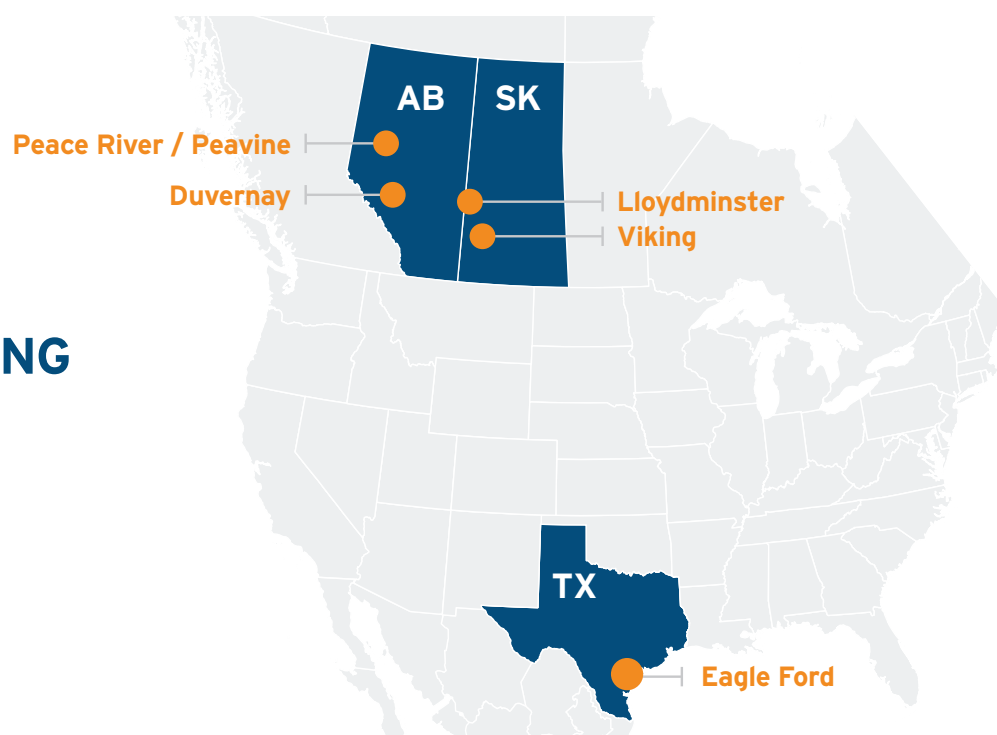 AB
SK
Peace River / Peavine
Duvernay
Lloydminster
Viking
NG
TX
Eagle Ford